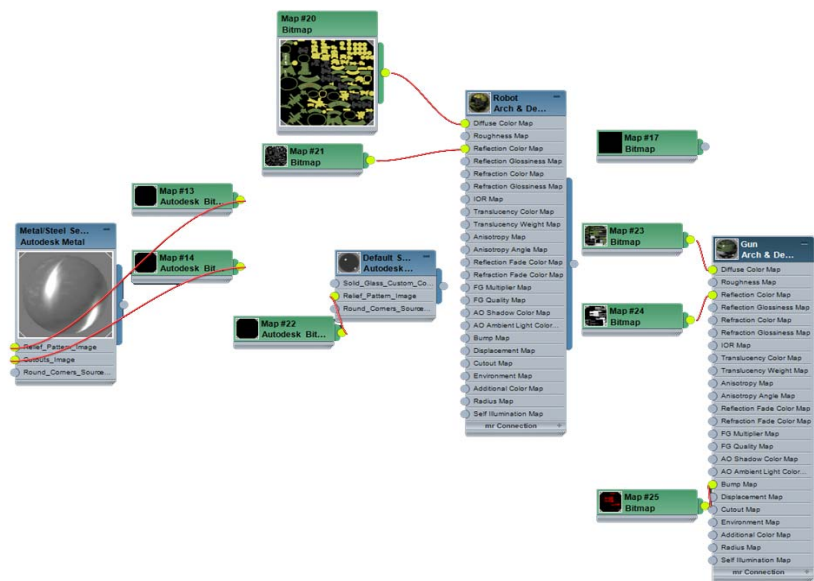 Map #20
Bitmap
Map #21
Bitmap
Map #13
Autodesk Bit...
Map #14
Autodesk Bit...
Metal/Steel Se...
Autodesk Metal
Relief_Pattern_Image
Cutouts_Image
Round_Corners_Source...
Default S...
Autodesk...
Solid_Glass_Custom_Co...
Relief_Pattern_Image
Round_Corners_Source...
Map #22
Autodesk Bit...
Robot
Arch & De...
Diffuse Color Map
Roughness Map
Reflection Color Map
Reflection Glossiness Map
Refraction Color Map
Refraction Glossiness Map
IOR Map
Translucency Color Map
Translucency Weight Map
Anisotropy Map
Anisotropy Angle Map
Reflection Fade Color Map
Refraction Fade Color Map
FG Multiplier Map
FG Quality Map
AO Shadow Color Map
AO Ambient Light Color...
Bump Map
Displacement Map
Cutout Map
Environment Map
Additional Color Map
Radius Map
Self Illumination Map
mr Connection
Map #17
Bitmap
Map #23
Bitmap
Map #24
Bitmap
Map #25
Bitmap
Gun
Arch & De...
Diffuse Color Map
Roughness Map
Reflection Color Map
Reflection Glossiness Map
Refraction Color Map
Refraction Glossiness Map
IOR Map
Translucency Color Map
Translucency Weight Map
Anisotropy Map
Anisotropy Angle Map
Reflection Fade Color Map
Refraction Fade Color Map
FG Multiplier Map
FG Quality Map
AO Shadow Color Map
AO Ambient Light Color...
Bump Map
Displacement Map
Cutout Map
Environment Map
Additional Color Map
Radius Map
Self Illumination Map
mr Connection